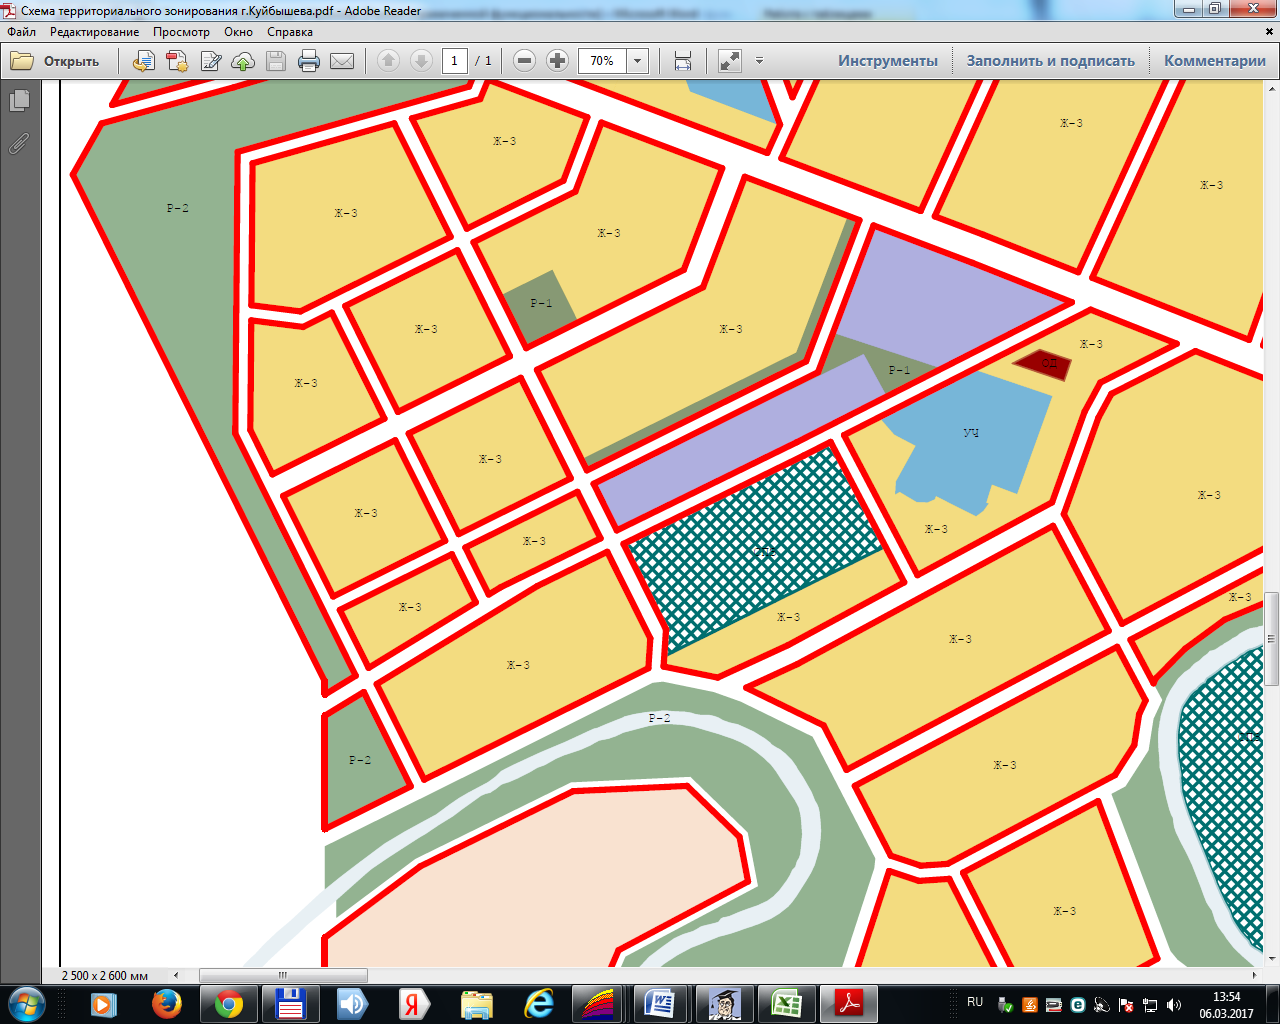 Схема территориального зонирования г.Куйбышева.pdf - Adobe Reader
Файл Редактирование Просмотр Окно Справка
Открыть 1 / 1 70% Инструменты Заполнить и подписать Комментарии
Ж-3
Ж-3
Ж-3
Р-2
Ж-3
Ж-3
Р-1
Ж-3
Ж-3
Ж-3
Ж-3
Р-1
ОД
УЧ
Ж-3
Ж-3
Ж-3
Ж-3
Ж-3
Ж-3
Ж-3
Ж-3
Ж-3
Ж-3
Ж-3
Р-2
Р-2
Ж-3
Ж-3
2 500 x 2 600 мм
RU
13:54
06.03.2017